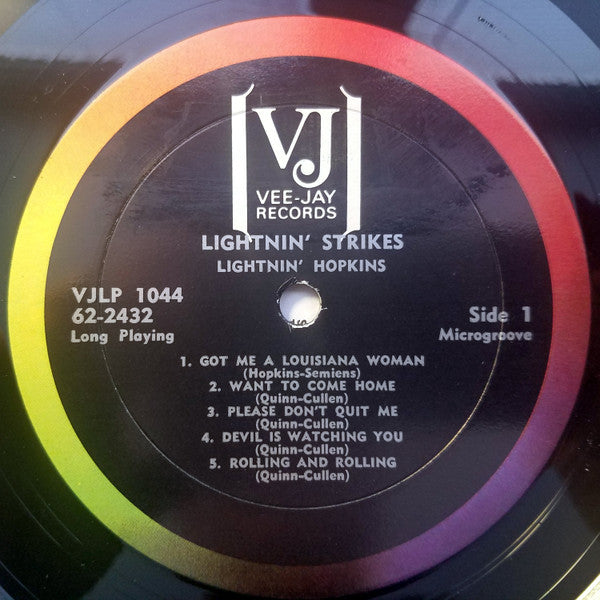 VJ
VEE-JAY
RECORDS
LIGHTNIN' STRIKES
LIGHTNIN' HOPKINS
VJLP 1044
62-2432
Long Playing
Side 1
Microgroove
1. GOT ME A LOUISIANA WOMAN
(Hopkins-Semiens)
2. WANT TO COME HOME
(Quinn-Cullen)
3. PLEASE DON'T QUIT ME
(Quinn-Cullen)
4. DEVIL IS WATCHING YOU
(Quinn-Cullen)
5. ROLLING AND ROLLING
(Quinn-Cullen)